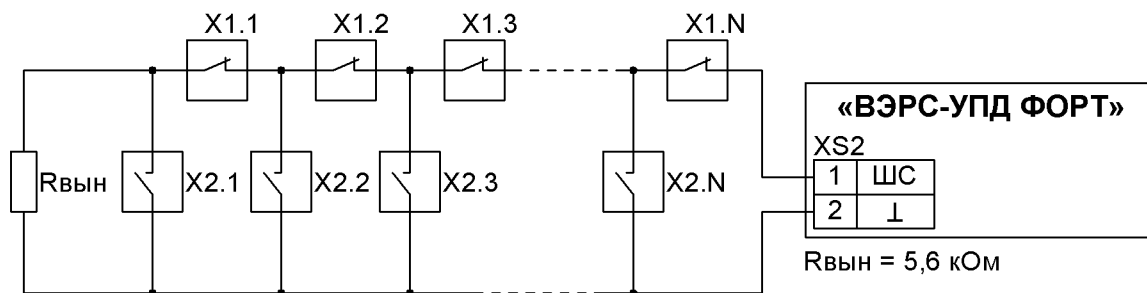 X1.1 X1.2 X1.3 X1.N
«ВЭРС-УПД ФОРТ»
XS2
1 ШС
2 ⊥
Rвын X2.1 X2.2 X2.3 X2.N
Rвын = 5,6 кОм